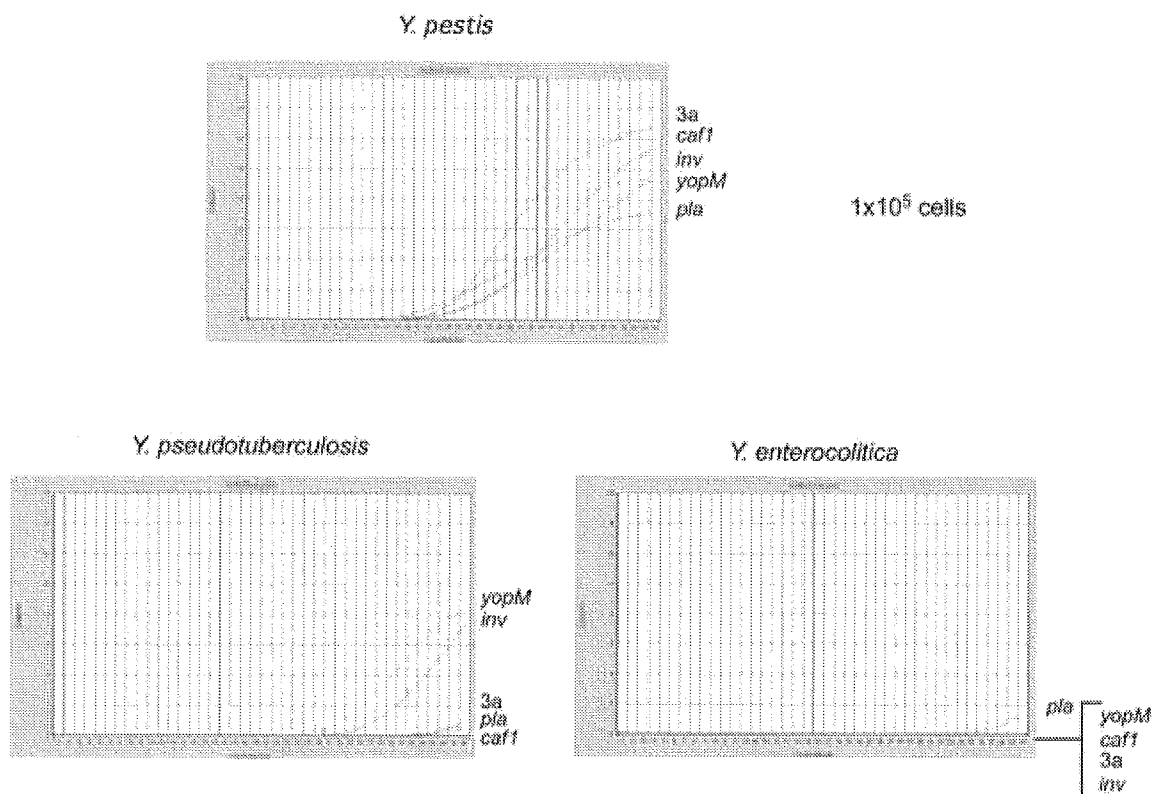 Y. pestis
3a
caf1
inv
yopM
pla
1x10⁵ cells
Y. pseudotuberculosis
yopM
inv
3a
pla
caf1
Y. enterocolitica
pla
yopM
caf1
3a
inv